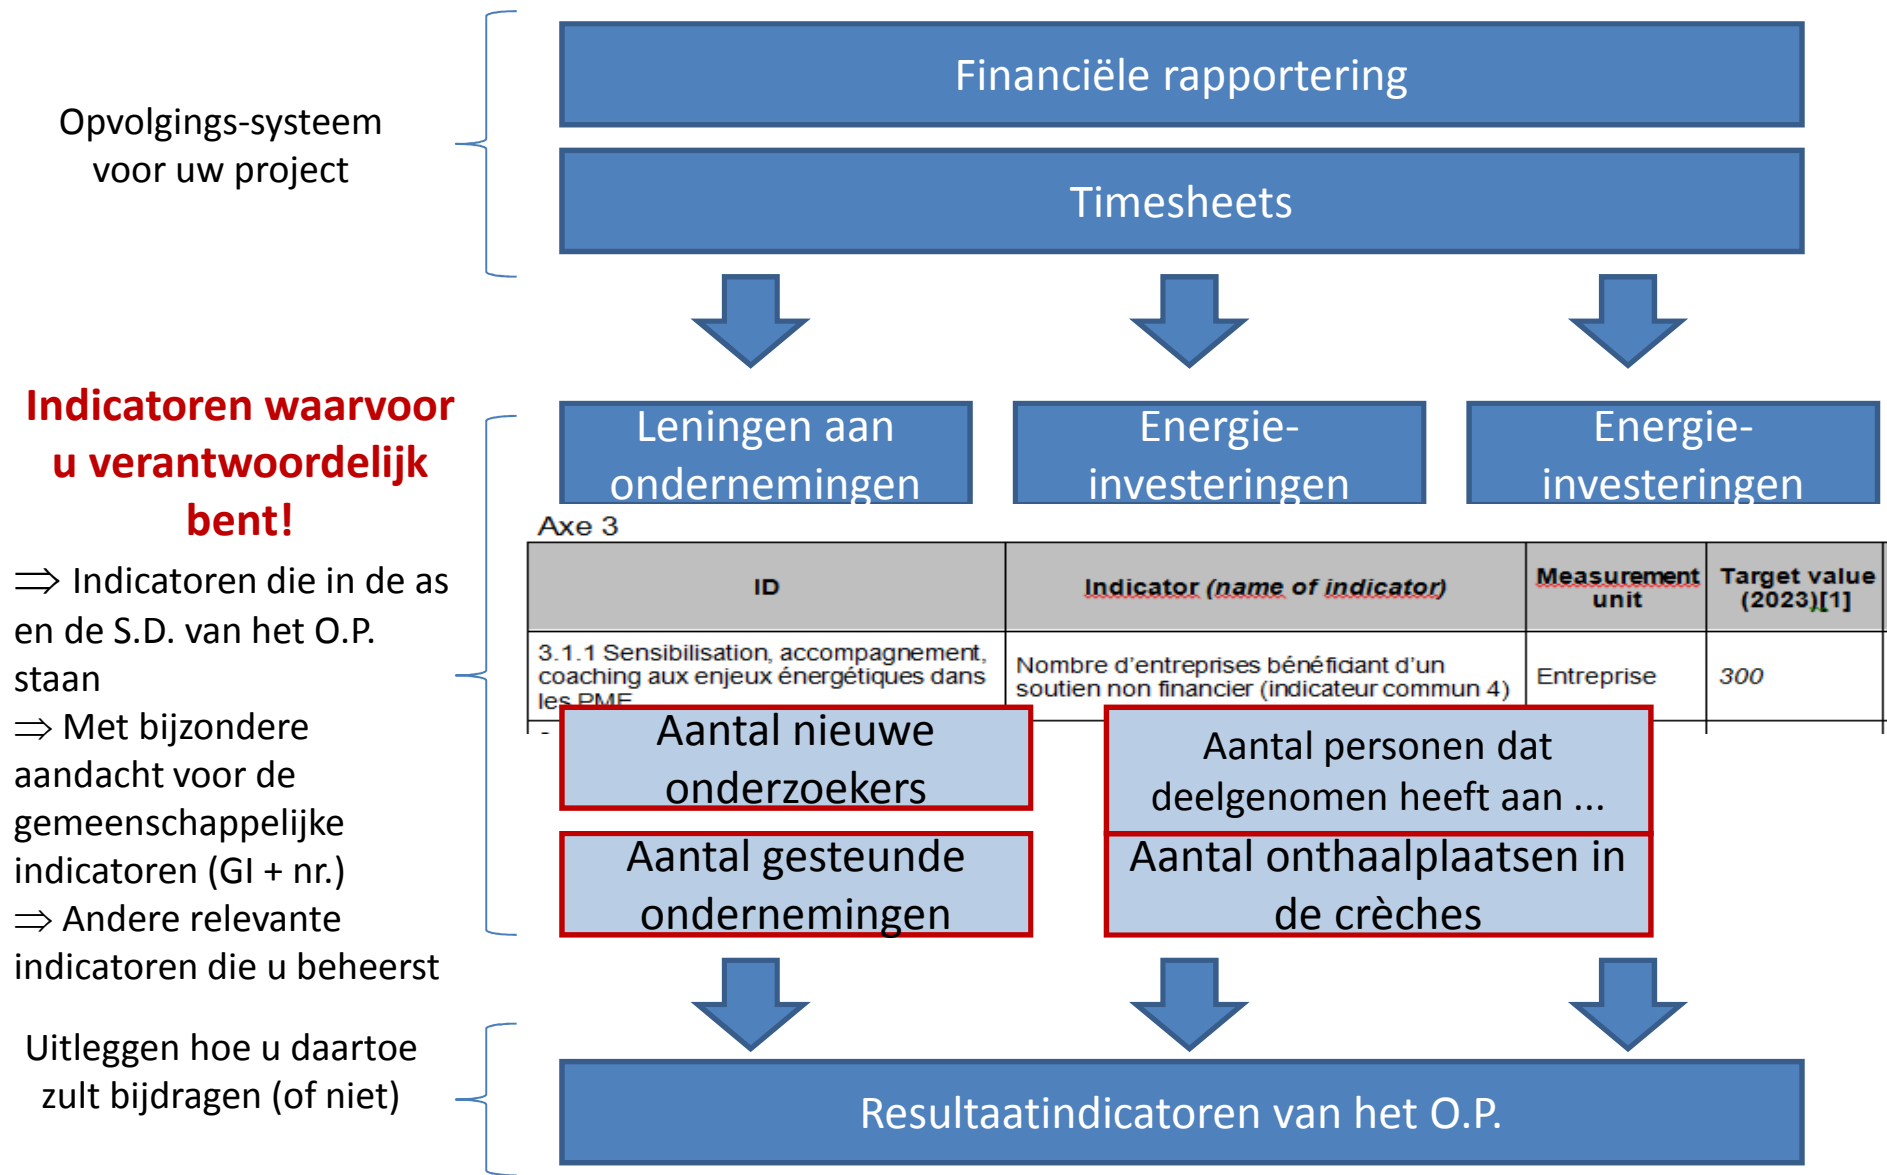 Financiële rapportering
Opvolgings-systeem
voor uw project
Timesheets
Indicatoren waarvoor
u verantwoordelijk
bent!
⇒ Indicatoren die in de as
en de S.D. van het O.P.
staan
⇒ Met bijzondere
aandacht voor de
gemeenschappelijke
indicatoren (GI + nr.)
⇒ Andere relevante
indicatoren die u beheerst
Leningen aan
ondernemingen
Energie-
investeringen
Energie-
investeringen
Axe 3
ID
Indicator (name of indicator)
Measurement
unit
Target value
(2023)[1]
3.1.1 Sensibilisation, accompagnement,
coaching aux enjeux énergétiques dans
les PME
Nombre d'entreprises bénéficiant d'un
soutien non financier (indicateur commun 4)
Entreprise
300
Aantal nieuwe
onderzoekers
Aantal personen dat
deelgenomen heeft aan ...
Aantal gesteunde
ondernemingen
Aantal onthaalplaatsen in
de crèches
Uitleggen hoe u daartoe
zult bijdragen (of niet)
Resultaatindicatoren van het O.P.